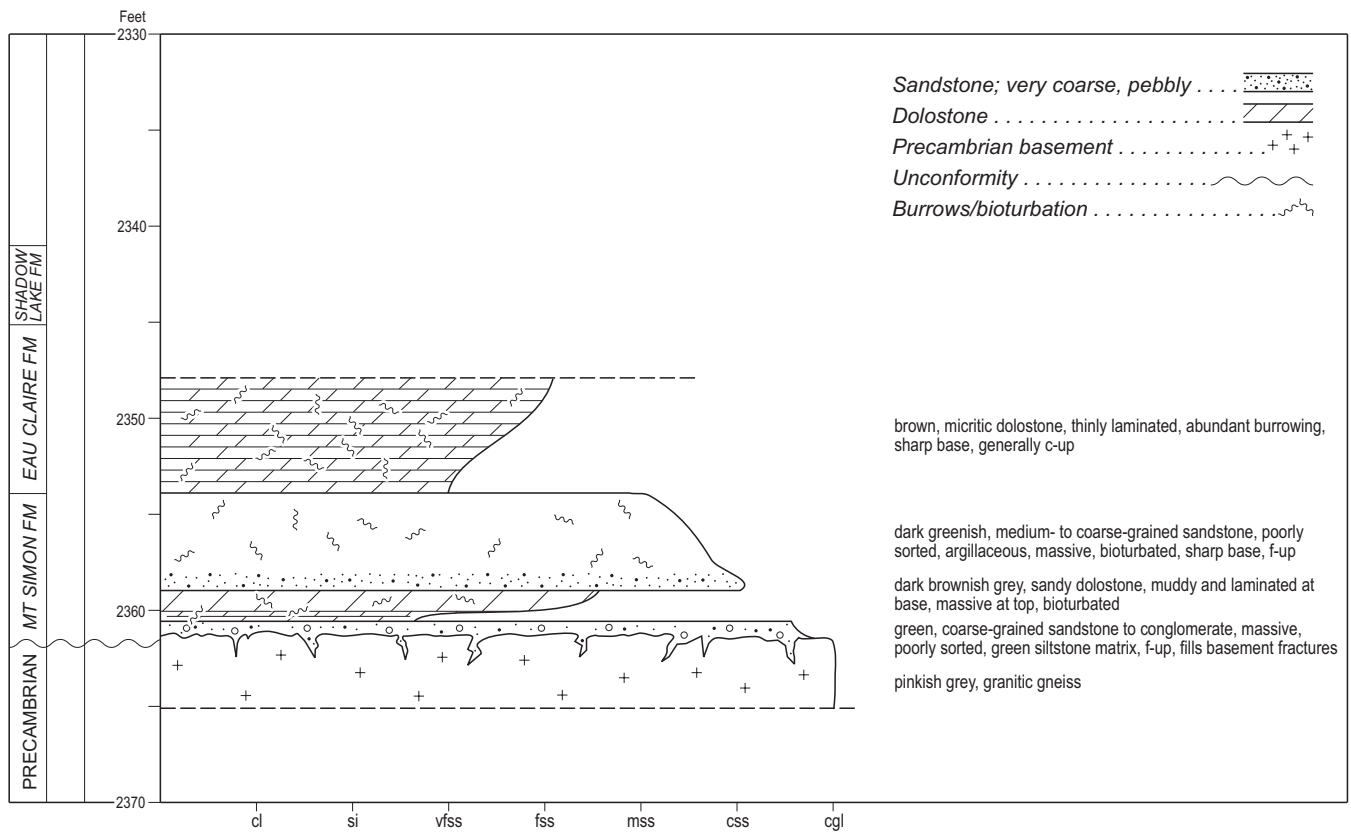 Feet
2330
2340
2350
2360
2370
SHADOW
LAKE FM
EAU CLAIRE FM
MT SIMON FM
PRECAMBRIAN
Sandstone; very coarse, pebbly . . . .
Dolostone . . . . . . . . . . . . . . . . . . . . .
Precambrian basement . . . . . . . . . . . . .
Unconformity . . . . . . . . . . . . . . . .
Burrows/bioturbation . . . . . . . . . . . . . . . .
brown, micritic dolostone, thinly laminated, abundant burrowing,
sharp base, generally c-up
dark greenish, medium- to coarse-grained sandstone, poorly
sorted, argillaceous, massive, bioturbated, sharp base, f-up
dark brownish grey, sandy dolostone, muddy and laminated at
base, massive at top, bioturbated
green, coarse-grained sandstone to conglomerate, massive,
poorly sorted, green siltstone matrix, f-up, fills basement fractures
pinkish grey, granitic gneiss
cl si vfss fss mss css cgl